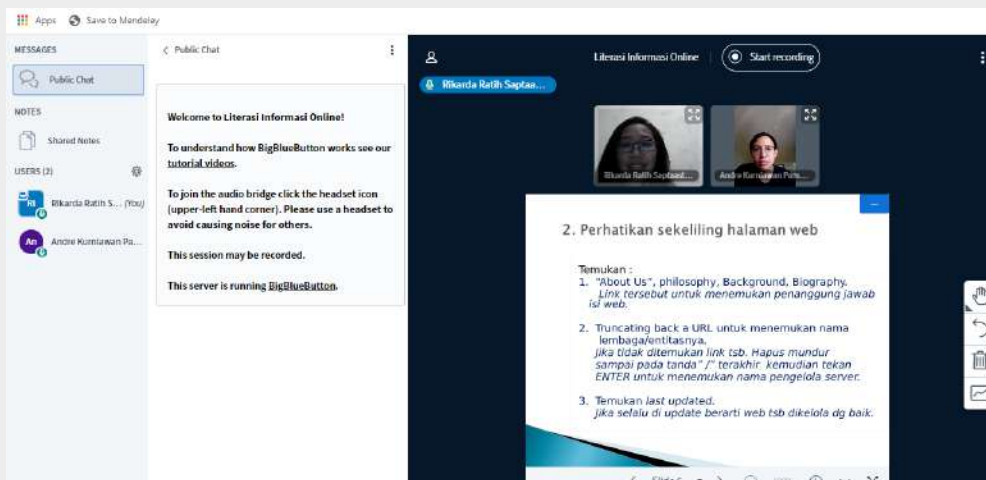 Apps Save to Mendeley
MESSAGES
Public Chat
NOTES
Shared Notes
USERS (2)
RI
Rikarda Ratih S... (You)
An
Andre Kurniawan Pa...
Public Chat
Welcome to Literasi Informasi Online!
To understand how BigBlueButton works see our
tutorial videos.
To join the audio bridge click the headset icon
(upper-left hand corner). Please use a headset to
avoid causing noise for others.
This session may be recorded.
This server is running BigBlueButton.
Literasi Informasi Online
Start recording
Rikarda Ratih Saptaa...
Rikarda Ratih Saptaast...
Andre Kurniawan Pam...
2. Perhatikan sekeliling halaman web
Temukan :
1. "About Us", philosophy, Background, Biography.
Link tersebut untuk menemukan penanggung jawab
isi web.
2. Truncating back a URL untuk menemukan nama
lembaga/entitasnya.
Jika tidak ditemukan link tsb. Hapus mundur
sampai pada tanda" /" terakhir kemudian tekan
ENTER untuk menemukan nama pengelola server.
3. Temukan last updated.
Jika selalu di update berarti web tsb dikelola dg baik.